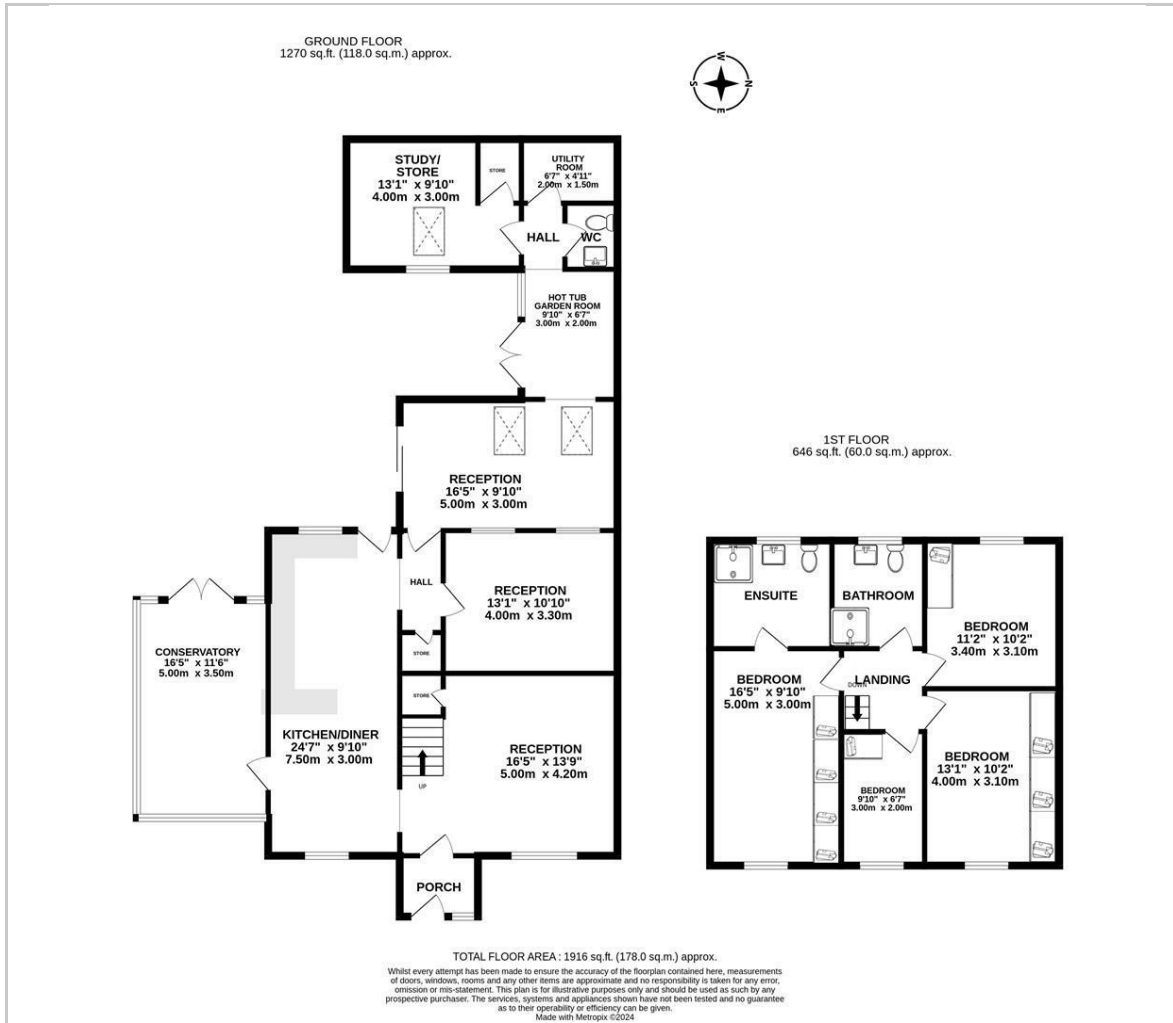 GROUND FLOOR
1270 sq.ft. (118.0 sq.m.) approx.
W
N
S
E
STUDY/
STORE
13'1" x 9'10"
4.00m x 3.00m
STORE
UTILITY
ROOM
6'7" x 4'11"
2.00m x 1.50m
HALL
WC
HOT TUB
GARDEN ROOM
9'10" x 6'7"
3.00m x 2.00m
RECEPTION
16'5" x 9'10"
5.00m x 3.00m
HALL
RECEPTION
13'1" x 10'10"
4.00m x 3.30m
STORE
CONSERVATORY
16'5" x 11'6"
5.00m x 3.50m
STORE
KITCHEN/DINER
24'7" x 9'10"
7.50m x 3.00m
RECEPTION
16'5" x 13'9"
5.00m x 4.20m
UP
PORCH
1ST FLOOR
646 sq.ft. (60.0 sq.m.) approx.
ENSUITE
BATHROOM
BEDROOM
11'2" x 10'2"
3.40m x 3.10m
BEDROOM
16'5" x 9'10"
5.00m x 3.00m
LANDING
DOWN
BEDROOM
13'1" x 10'2"
4.00m x 3.10m
BEDROOM
9'10" x 6'7"
3.00m x 2.00m
TOTAL FLOOR AREA : 1916 sq.ft. (178.0 sq.m.) approx.
Whilst every attempt has been made to ensure the accuracy of the floorplan contained here, measurements
of doors, windows, rooms and any other items are approximate and no responsibility is taken for any error,
omission or mis-statement. This plan is for illustrative purposes only and should be used as such by any
prospective purchaser. The services, systems and appliances shown have not been tested and no guarantee
as to their operability or efficiency can be given.
Made with Metropix ©2024